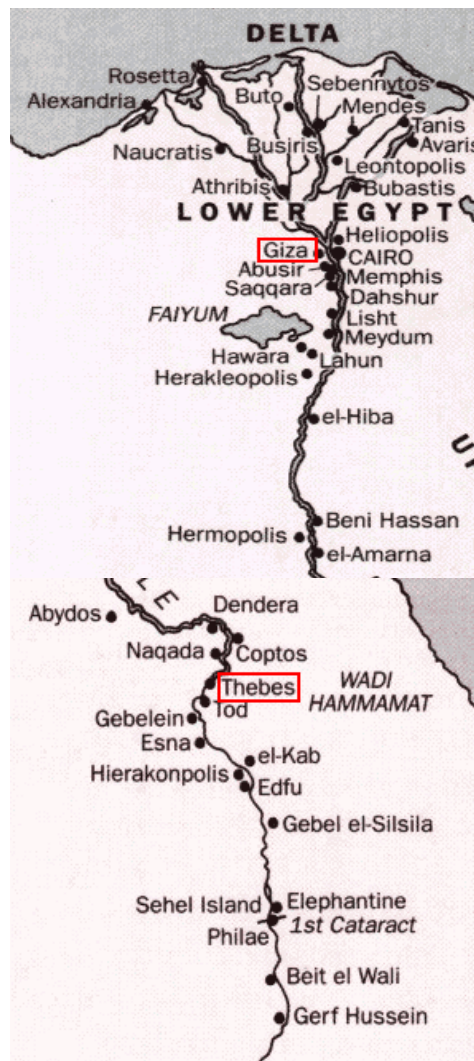 DELTA
Rosetta
Sebennytos
Buto
Mendes
Alexandria
Tanis
Busiris
Avaris
Naucratis
Leontopolis
Athribis
Bubastis
LOWER EGYPT
Heliopolis
Giza
CAIRO
Abusir
Memphis
Saqqara
Dahshur
FAIYUM
Lisht
Meydum
Hawara
Lahun
Herakleopolis
el-Hiba
Beni Hassan
Hermopolis
el-Amarna
Dendera
Abydos
Coptos
Naqada
Thebes
WADI
HAMMAMAT
Tod
Gebelein
Esna
el-Kab
Hierakonpolis
Edfu
Gebel el-Silsila
Sehel Island
Elephantine
1st Cataract
Philae
Beit el Wali
Gerf Hussein